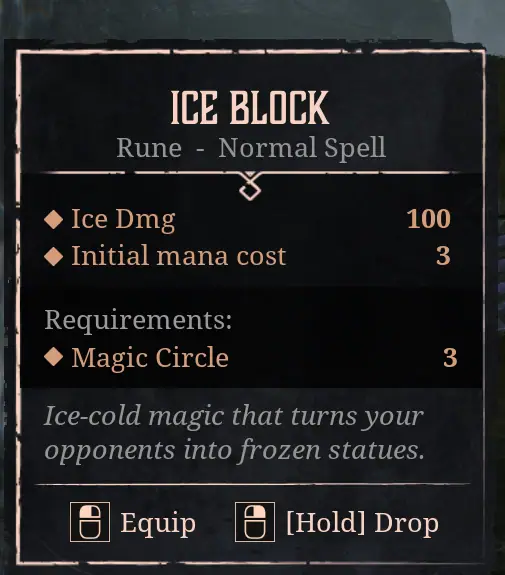 ICE BLOCK
Rune - Normal Spell
Ice Dmg 100
Initial mana cost 3
Requirements:
Magic Circle 3
Ice-cold magic that turns your
opponents into frozen statues.
Equip [Hold] Drop